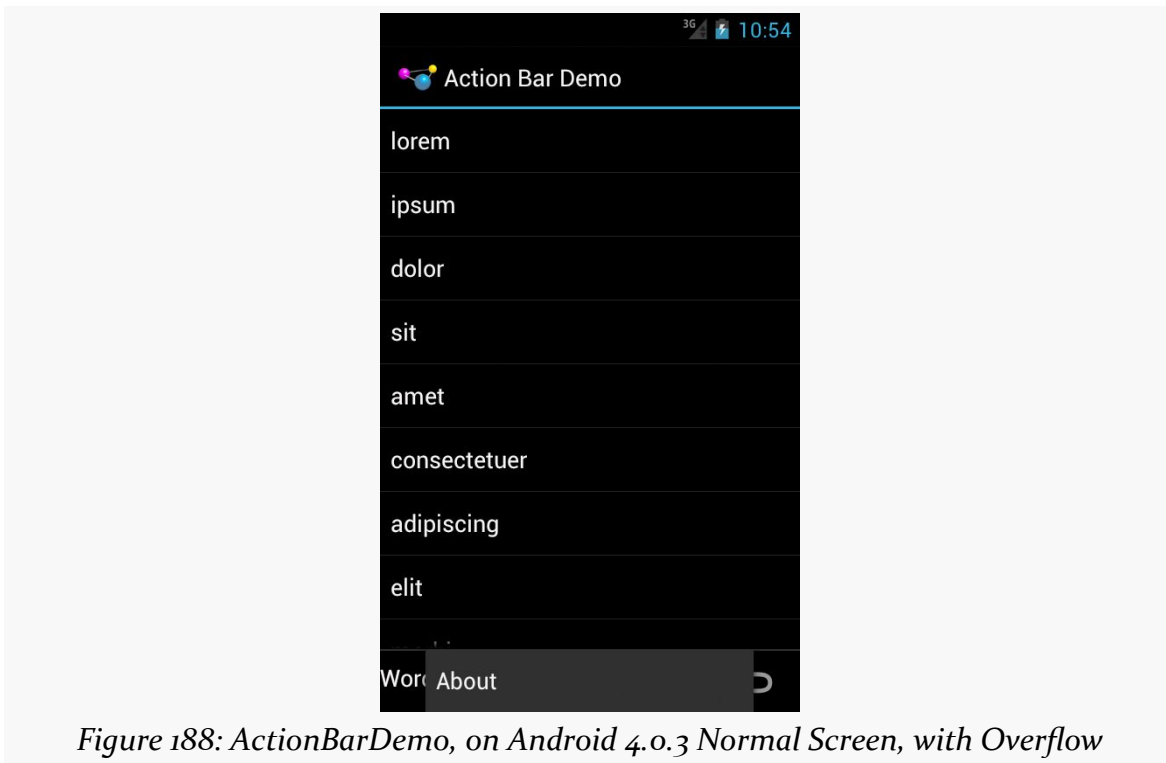 3G 10:54
Action Bar Demo
lorem
ipsum
dolor
sit
amet
consectetuer
adipiscing
elit
About
Figure 188: ActionBarDemo, on Android 4.0.3 Normal Screen, with Overflow